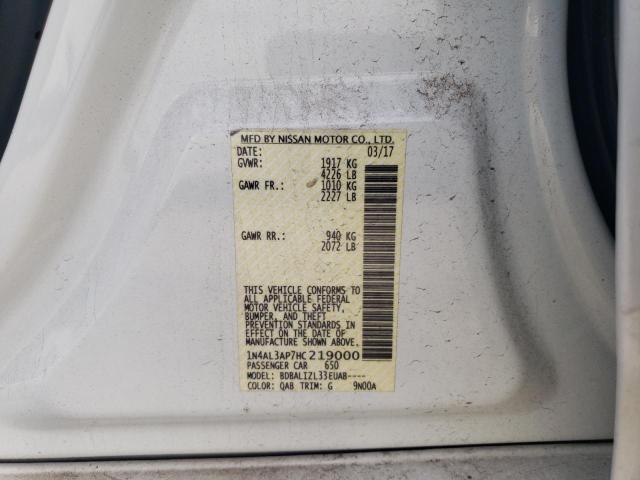 MFD BY NISSAN MOTOR CO., LTD.
DATE: 03/17
GVWR: 1917 KG
4226 LB
GAWR FR.: 1010 KG
2227 LB
GAWR RR.: 940 KG
2072 LB
THIS VEHICLE CONFORMS TO
ALL APPLICABLE FEDERAL
MOTOR VEHICLE SAFETY,
BUMPER, AND THEFT
PREVENTION STANDARDS IN
EFFECT ON THE DATE OF
MANUFACTURE SHOWN ABOVE.
1N4AL3AP7HC219000
PASSENGER CAR 650
MODEL: BDBALIZL33EUAB----
COLOR: QAB TRIM: G 9N00A